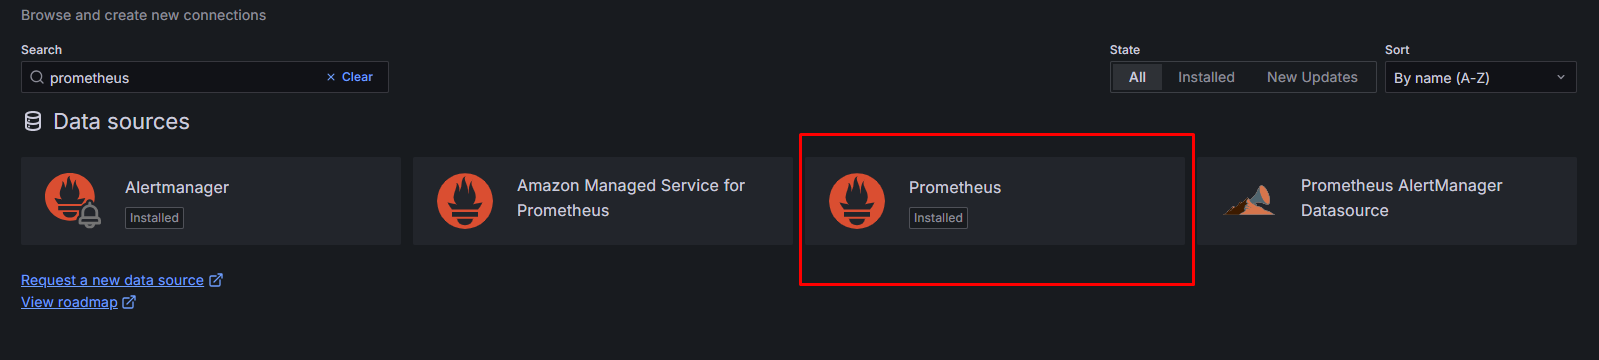 Browse and create new connections
Search
State
Sort
prometheus
Clear
All
Installed
New Updates
By name (A-Z)
Data sources
Alertmanager
Installed
Amazon Managed Service for
Prometheus
Prometheus
Installed
Prometheus AlertManager
Datasource
Request a new data source
View roadmap